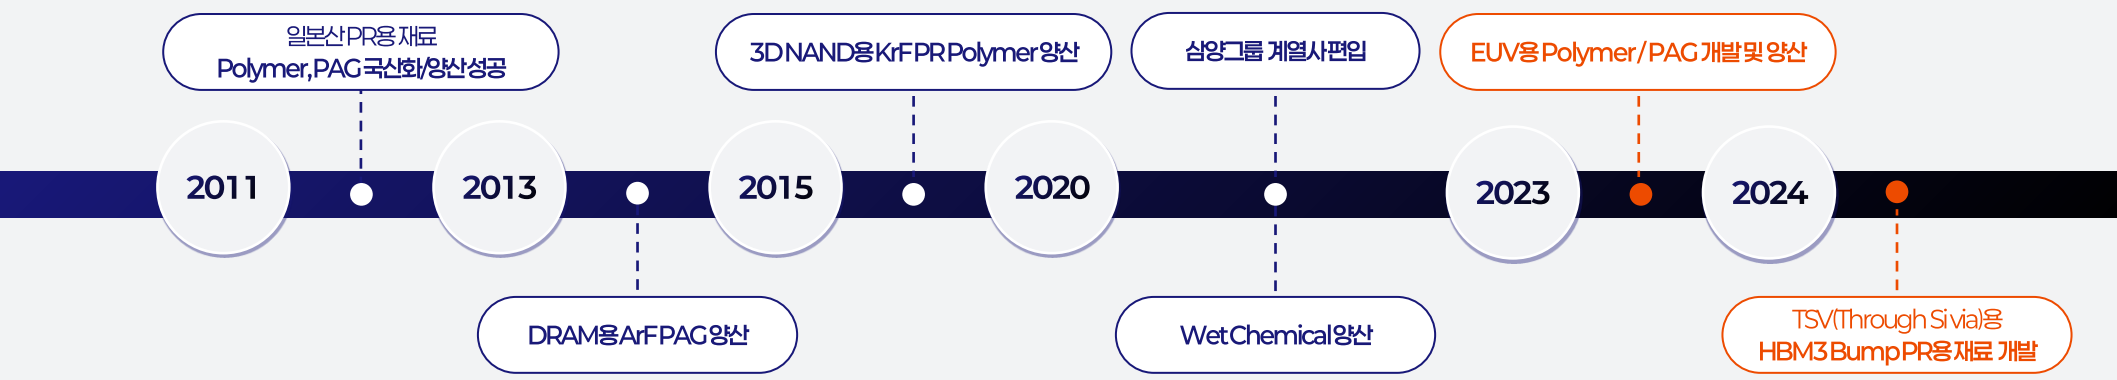 일본산 PR용 재료
Polymer, PAG 국산화/양산 성공
3D NAND용 KrF PR Polymer 양산
삼양그룹 계열사 편입
EUV용 Polymer / PAG 개발 및 양산
2011
2013
2015
2020
2023
2024
DRAM용 ArF PAG 양산
Wet Chemical 양산
TSV(Through Si via)용
HBM3 Bump PR용 재료 개발